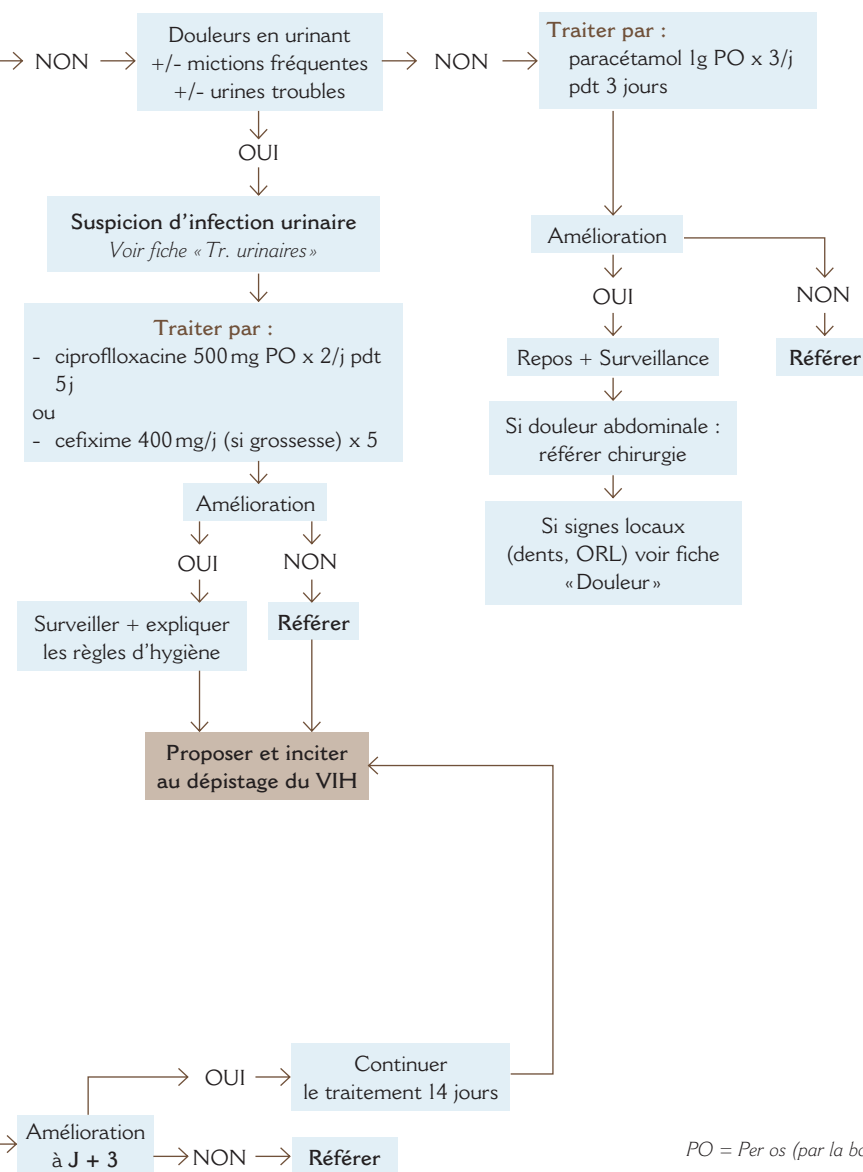 NON
Douleurs en urinant
+/- mictions fréquentes
+/- urines troubles
NON
Traiter par :
paracétamol 1g PO x 3/j
pdt 3 jours
OUI
Suspicion d'infection urinaire
Voir fiche « Tr. urinaires »
Amélioration
OUI
NON
Traiter par :
- ciproflloxacine 500 mg PO x 2/j pdt
5j
ou
- cefixime 400 mg/j (si grossesse) x 5
Repos + Surveillance
Référer
Si douleur abdominale :
référer chirurgie
Amélioration
Si signes locaux
(dents, ORL) voir fiche
« Douleur »
OUI
NON
Surveiller + expliquer
les règles d'hygiène
Référer
Proposer et inciter
au dépistage du VIH
OUI
Continuer
le traitement 14 jours
Amélioration
à J + 3
NON
Référer
PO = Per os (par la